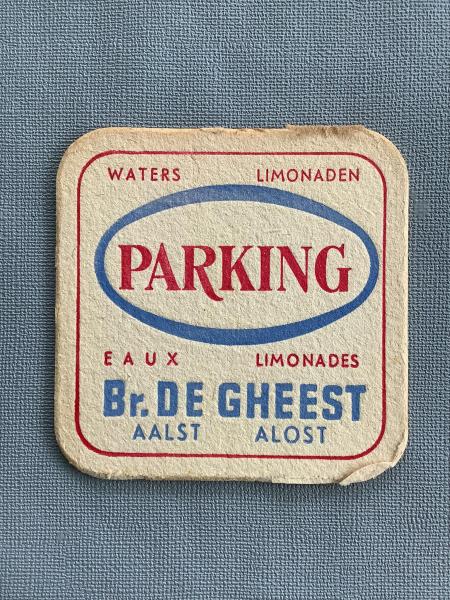 WATERS LIMONADEN
PARKING
EAUX LIMONADES
Br. DE GHEEST
AALST ALOST